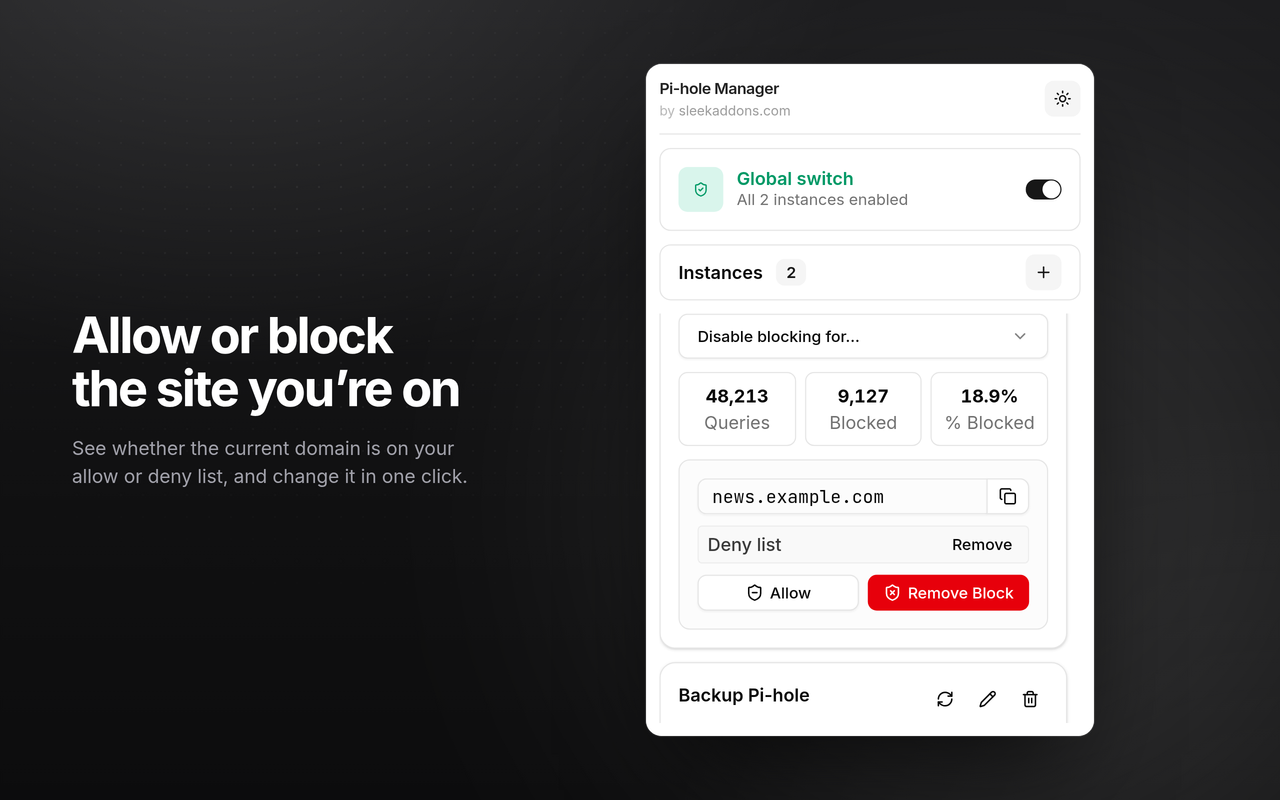 Allow or block
the site you’re on
See whether the current domain is on your
allow or deny list, and change it in one click.
Pi-hole Manager
by sleekaddons.com
Global switch
All 2 instances enabled
Instances 2
Disable blocking for...
48,213 9,127 18.9%
Queries Blocked % Blocked
news.example.com
Deny list Remove
Allow Remove Block
Backup Pi-hole